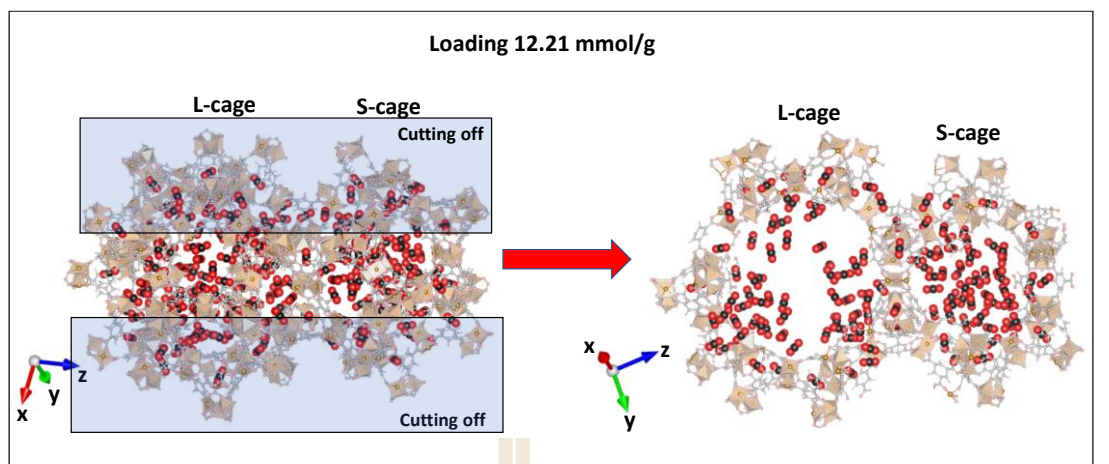 Loading 12.21 mmol/g
L-cage
S-cage
Cutting off
x
y
z
Cutting off
L-cage
S-cage
x
y
z